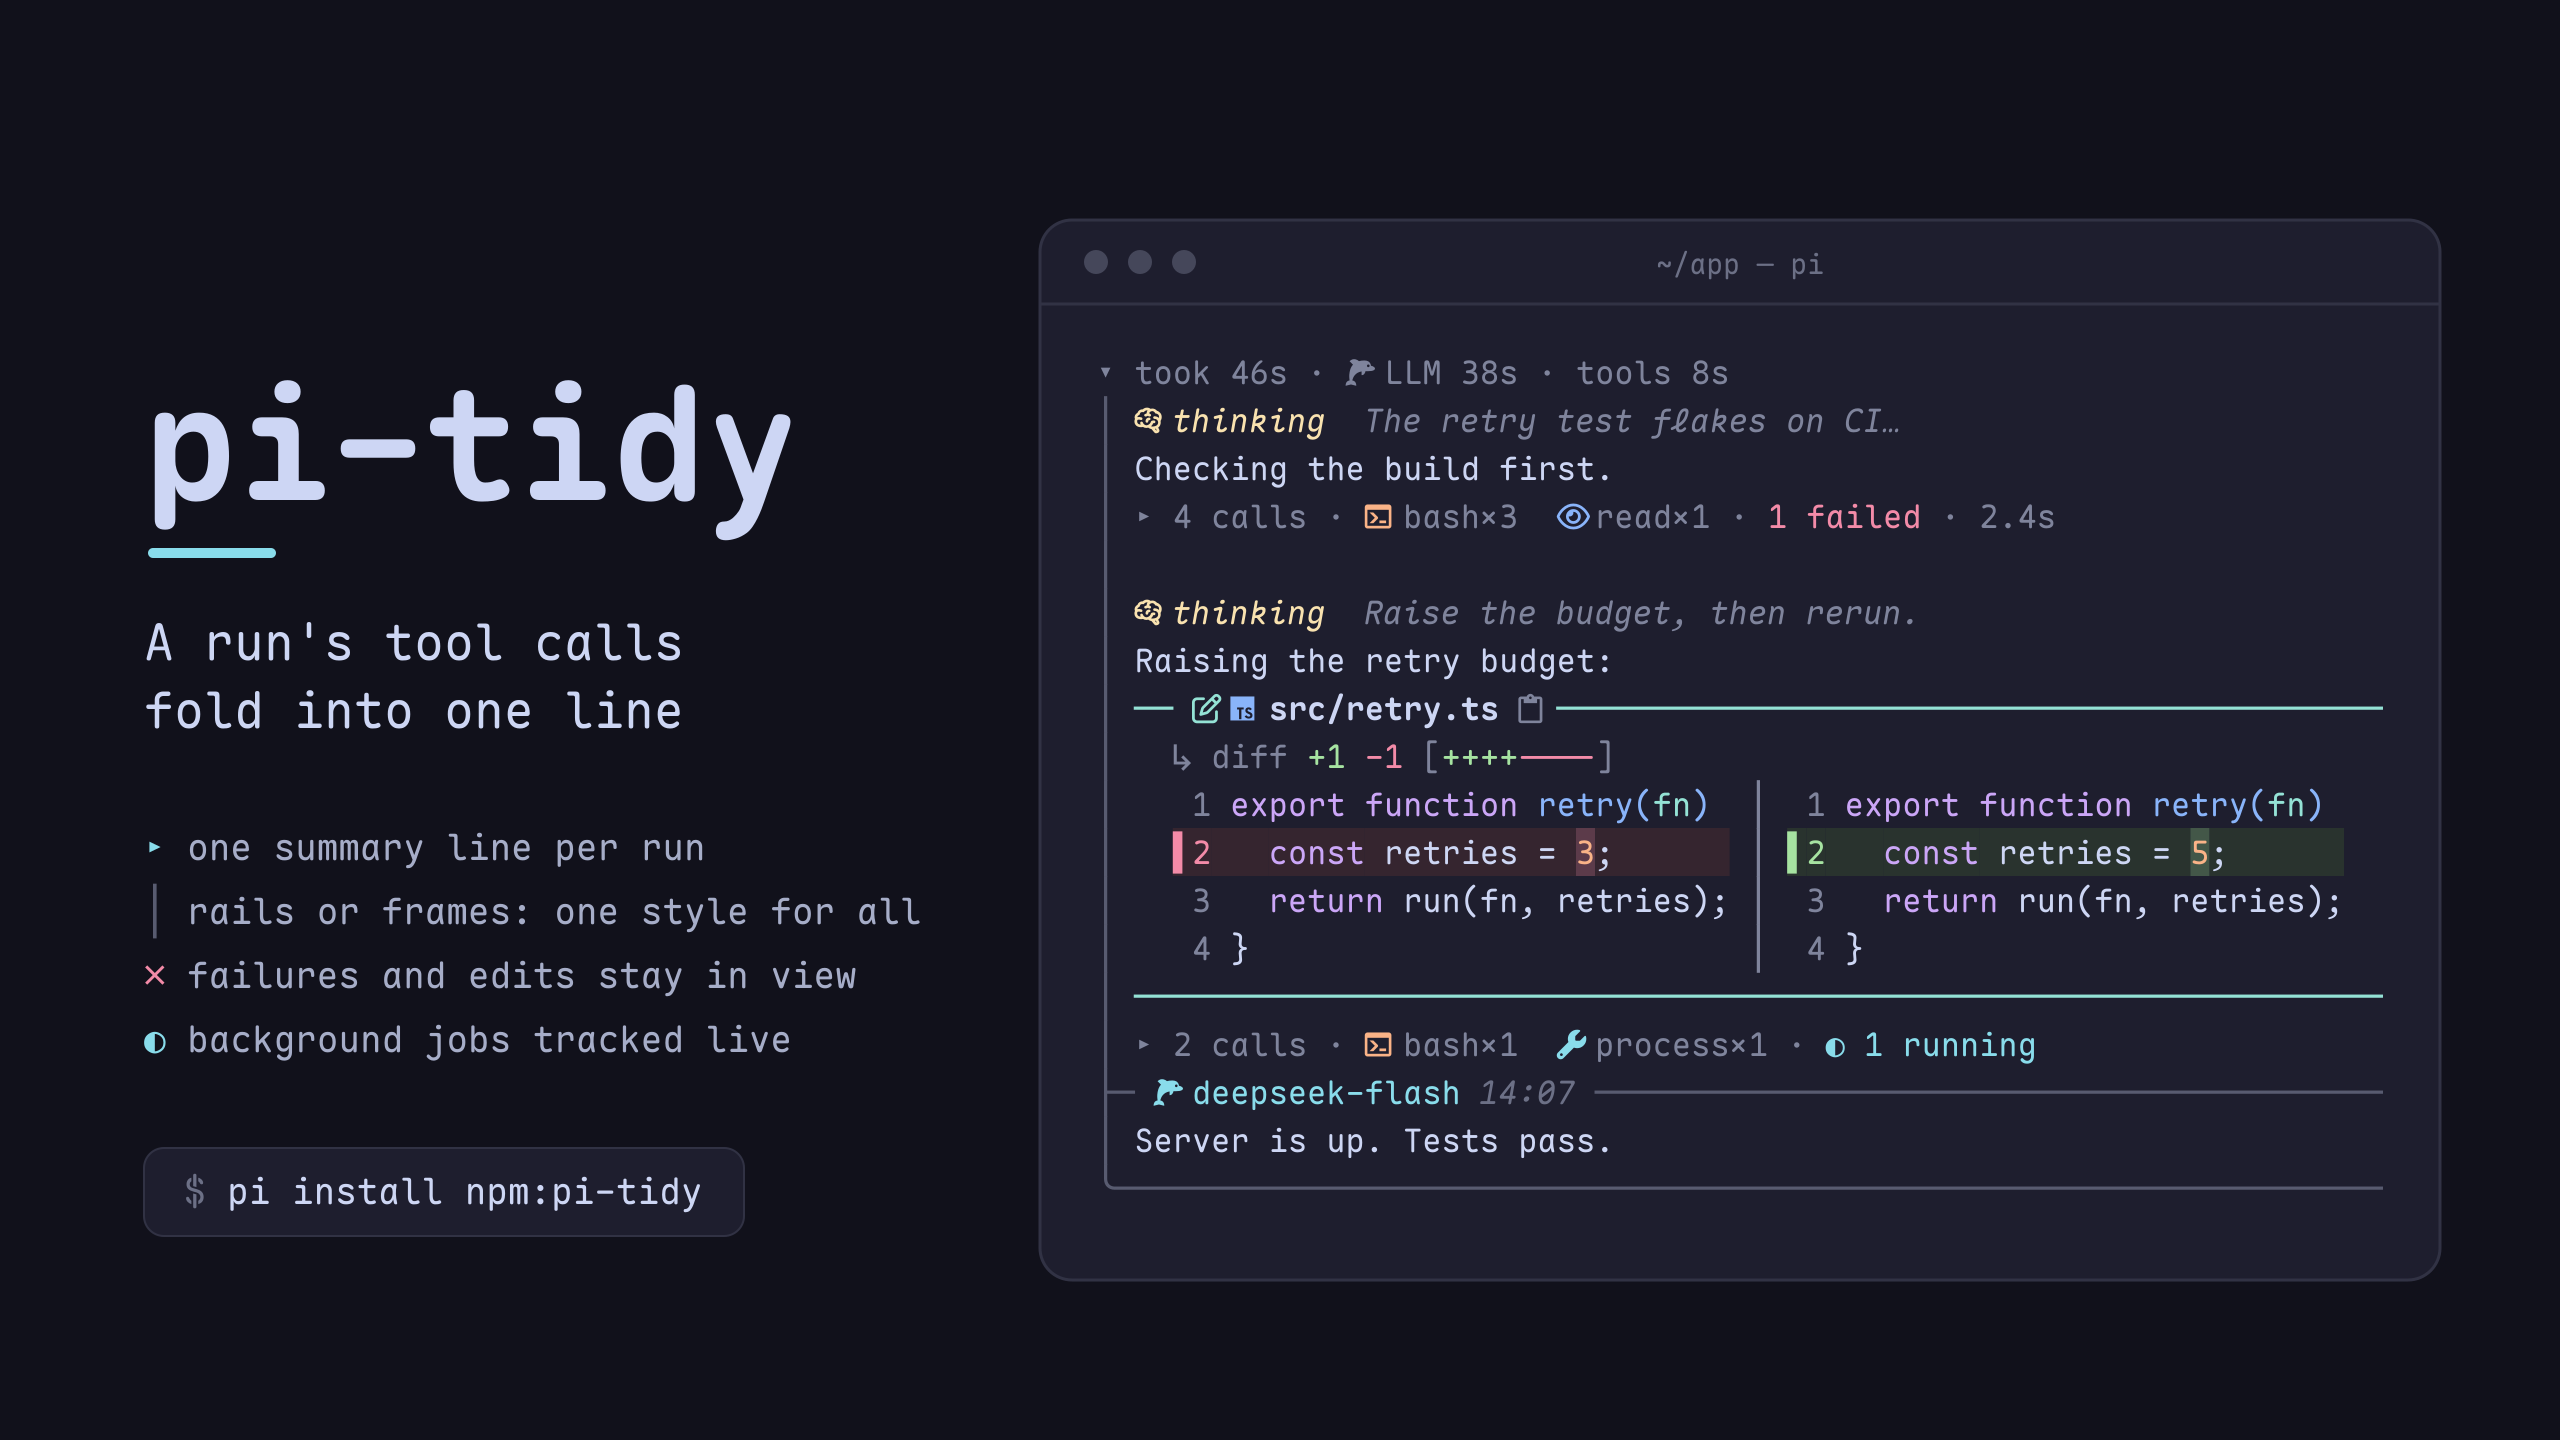 pi-tidy
A run's tool calls
fold into one line
▸ one summary line per run
rails or frames: one style for all
✕ failures and edits stay in view
◐ background jobs tracked live
$ pi install npm:pi-tidy
~/app — pi
▾ took 46s · LLM 38s · tools 8s
thinking The retry test flakes on CI…
Checking the build first.
▸ 4 calls · bash×3 read×1 · 1 failed · 2.4s
thinking Raise the budget, then rerun.
Raising the retry budget:
TS src/retry.ts
↳ diff +1 -1 [++++────]
1 export function retry(fn)
2 const retries = 3;
3 return run(fn, retries);
4 }
1 export function retry(fn)
2 const retries = 5;
3 return run(fn, retries);
4 }
▸ 2 calls · bash×1 process×1 · ◐ 1 running
deepseek-flash 14:07
Server is up. Tests pass.